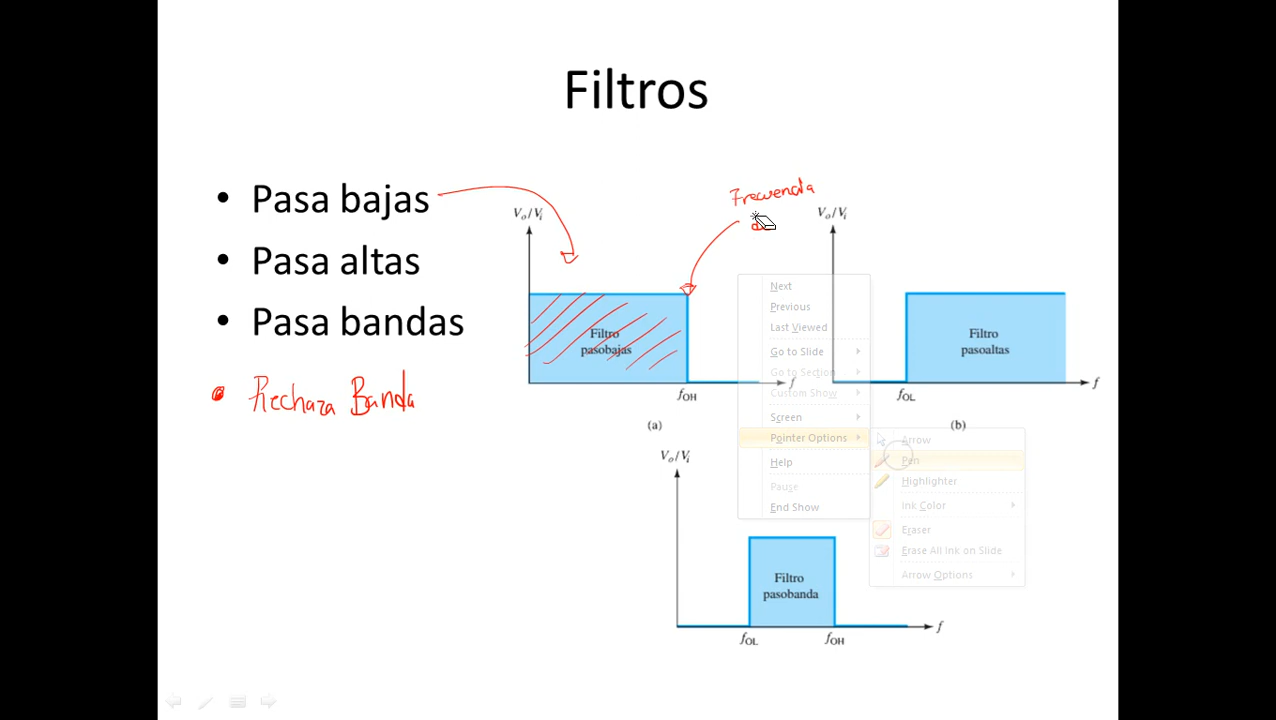 Filtros
• Pasa bajas
• Pasa altas
• Pasa bandas
• Rechaza Banda
Frecuencia
Vo/Vi
Filtro
pasobajas
f
fOH
(a)
Vo/Vi
Filtro
pasoaltas
f
fOL
(b)
Vo/Vi
Filtro
pasobanda
f
fOL
fOH
Next
Previous
Last Viewed
Go to Slide
Go to Section
Custom Show
Screen
Pointer Options
Help
Pause
End Show
Arrow
Pen
Highlighter
Ink Color
Eraser
Erase All Ink on Slide
Arrow Options